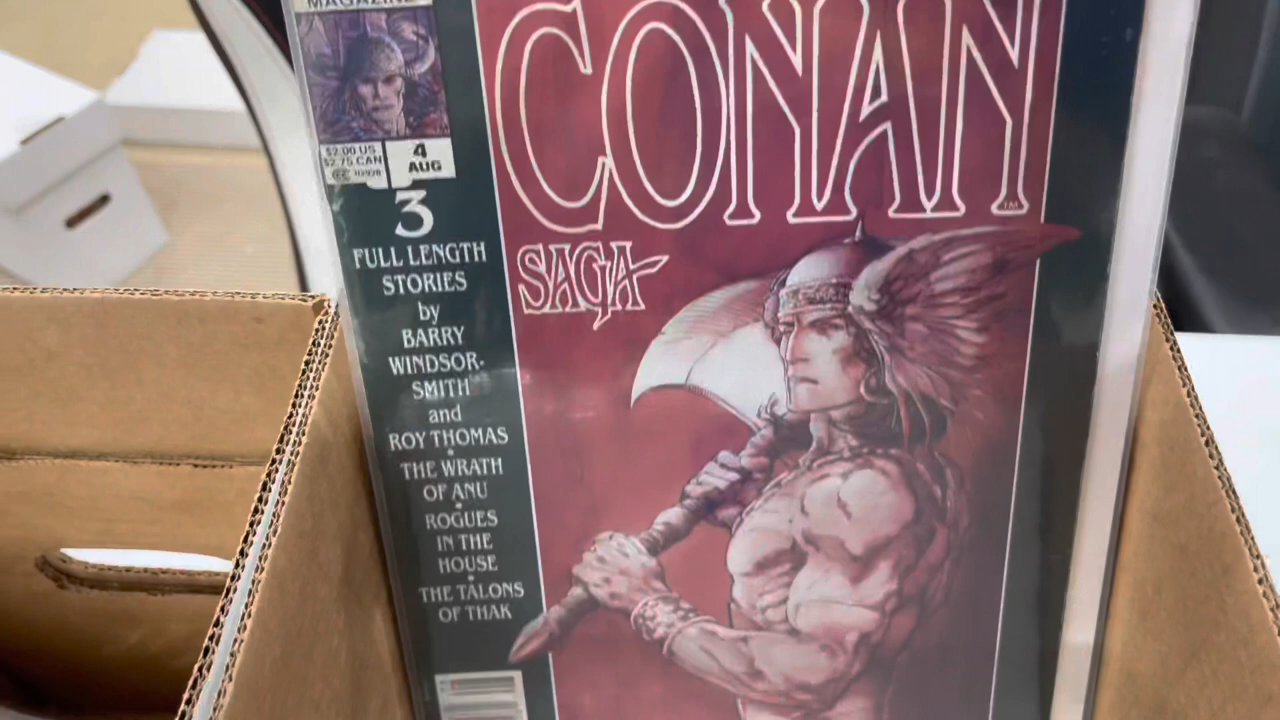 MAGAZINE
CONAN
TM
SAGA
$2.00 US
$2.75 CAN
4
AUG
3
FULL LENGTH
STORIES
by
BARRY
WINDSOR-
SMITH
and
ROY THOMAS
THE WRATH
OF ANU
ROGUES
IN THE
HOUSE
THE TALONS
OF THAK